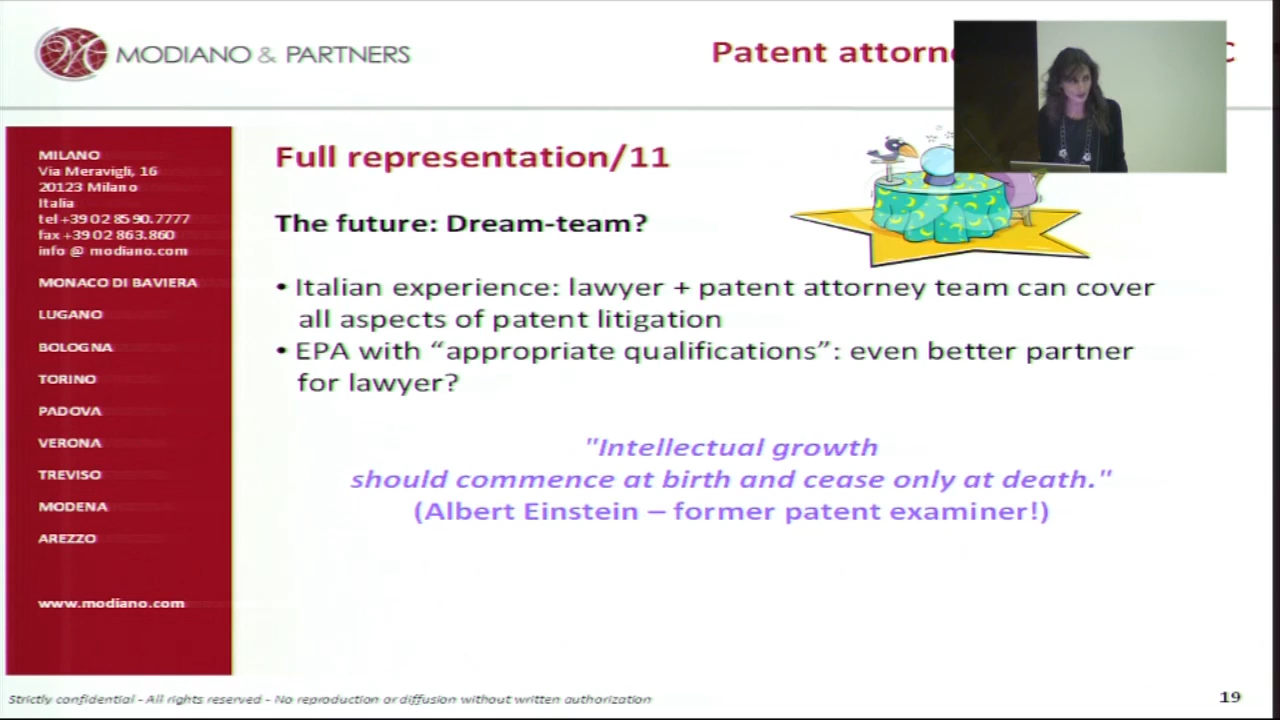 MODIANO & PARTNERS
Patent attorne
C
MILANO
Via Meravigli, 16
20123 Milano
Italia
tel +39 02 85 90.7777
fax +39 02 863.860
info @ modiano.com
MONACO DI BAVIERA
LUGANO
BOLOGNA
TORINO
PADOVA
VERONA
TREVISO
MODENA
AREZZO
www.modiano.com
Full representation/11
The future: Dream-team?
• Italian experience: lawyer + patent attorney team can cover
all aspects of patent litigation
• EPA with “appropriate qualifications”: even better partner
for lawyer?
"Intellectual growth
should commence at birth and cease only at death."
(Albert Einstein – former patent examiner!)
Strictly confidential - All rights reserved - No reproduction or diffusion without written authorization
19